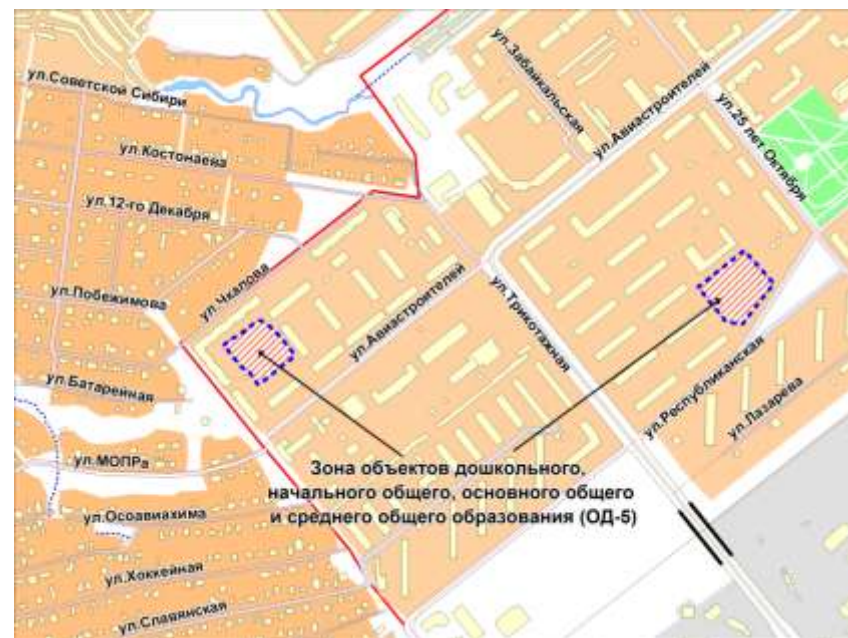 ул.Советской Сибири
ул.Забайкальская
ул.Авиастроителей
ул.25 лет Октября
ул.Костонаева
ул.12-го Декабря
ул.Чкалова
ул.Побежимова
ул.Авиастроителей
ул.Трикотажная
ул.Батарейная
ул.Республиканская
ул.Лазарева
ул.МОПРа
Зона объектов дошкольного,
начального общего, основного общего
и среднего общего образования (ОД-5)
ул.Осоавиахима
ул.Хоккейная
ул.Славянская